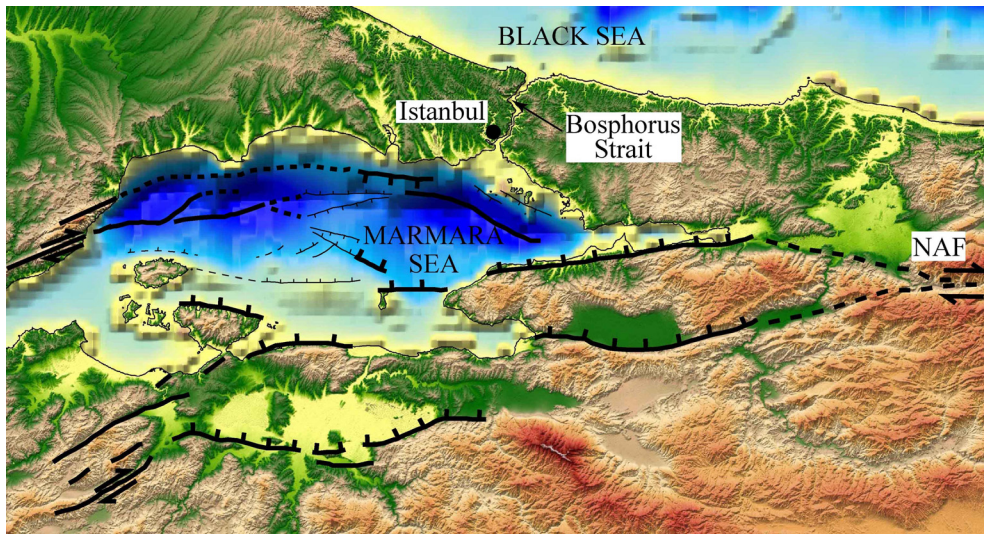 BLACK SEA
Istanbul
Bosphorus
Strait
MARMARA
SEA
NAF